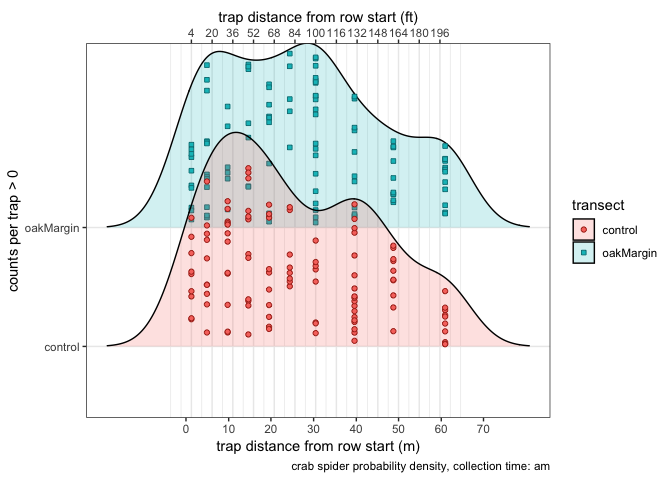 trap distance from row start (ft)
4 20 36 52 68 84 100 116 132 148 164 180 196
counts per trap > 0
oakMargin
control
transect
control
oakMargin
0 10 20 30 40 50 60 70
trap distance from row start (m)
crab spider probability density, collection time: am